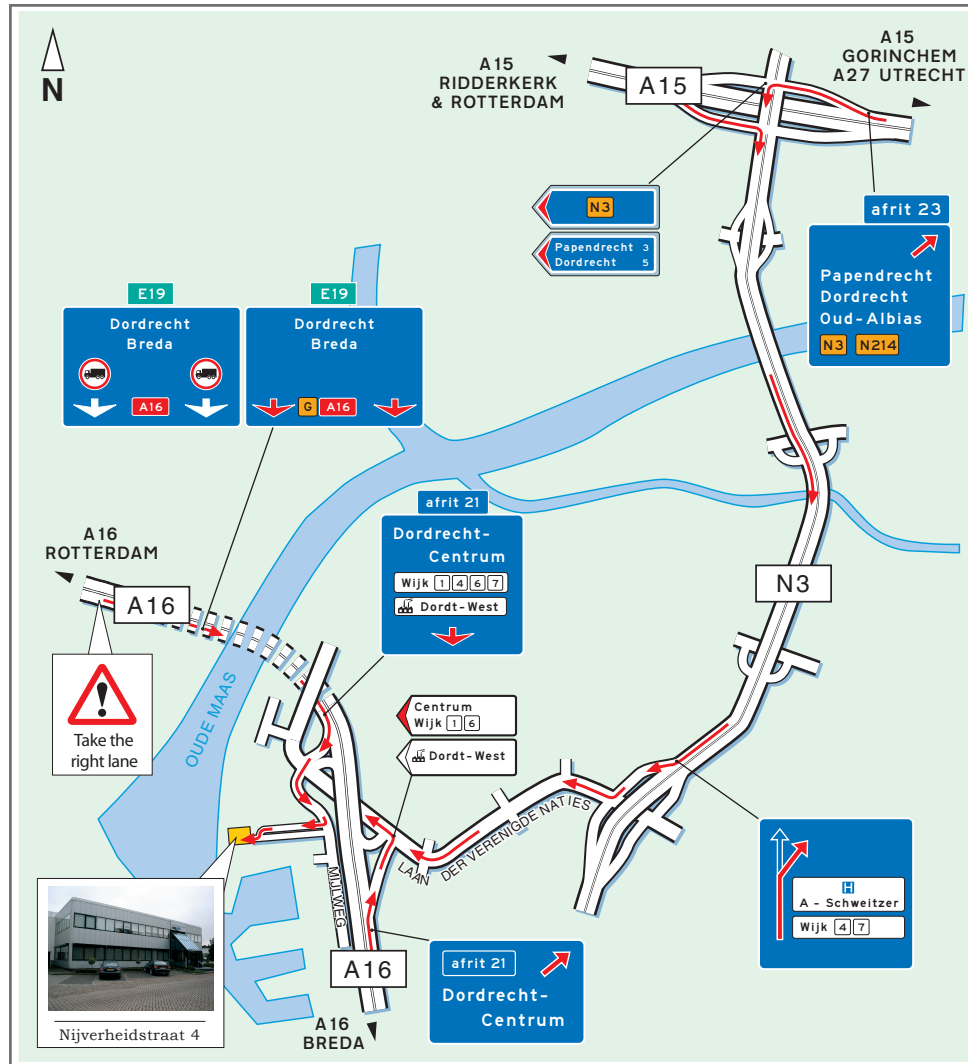 N
A15
RIDDERKERK
& ROTTERDAM
A15
GORINCHEM
A27 UTRECHT
A15
N3
Papendrecht 3
Dordrecht 5
afrit 23
Papendrecht
Dordrecht
Oud-Albias
N3 N214
E19
Dordrecht
Breda
A16
E19
Dordrecht
Breda
G A16
afrit 21
Dordrecht-
Centrum
Wijk 1 4 6 7
Dordt-West
A16
ROTTERDAM
A16
N3
!
Take the
right lane
OUDE MAAS
Centrum
Wijk 1 6
Dordt-West
LAAN DER VERENIGDE NATIES
MIJLWEG
H
A - Schweitzer
Wijk 4 7
A16
afrit 21
Dordrecht-
Centrum
Nijverheidstraat 4
A16
BREDA